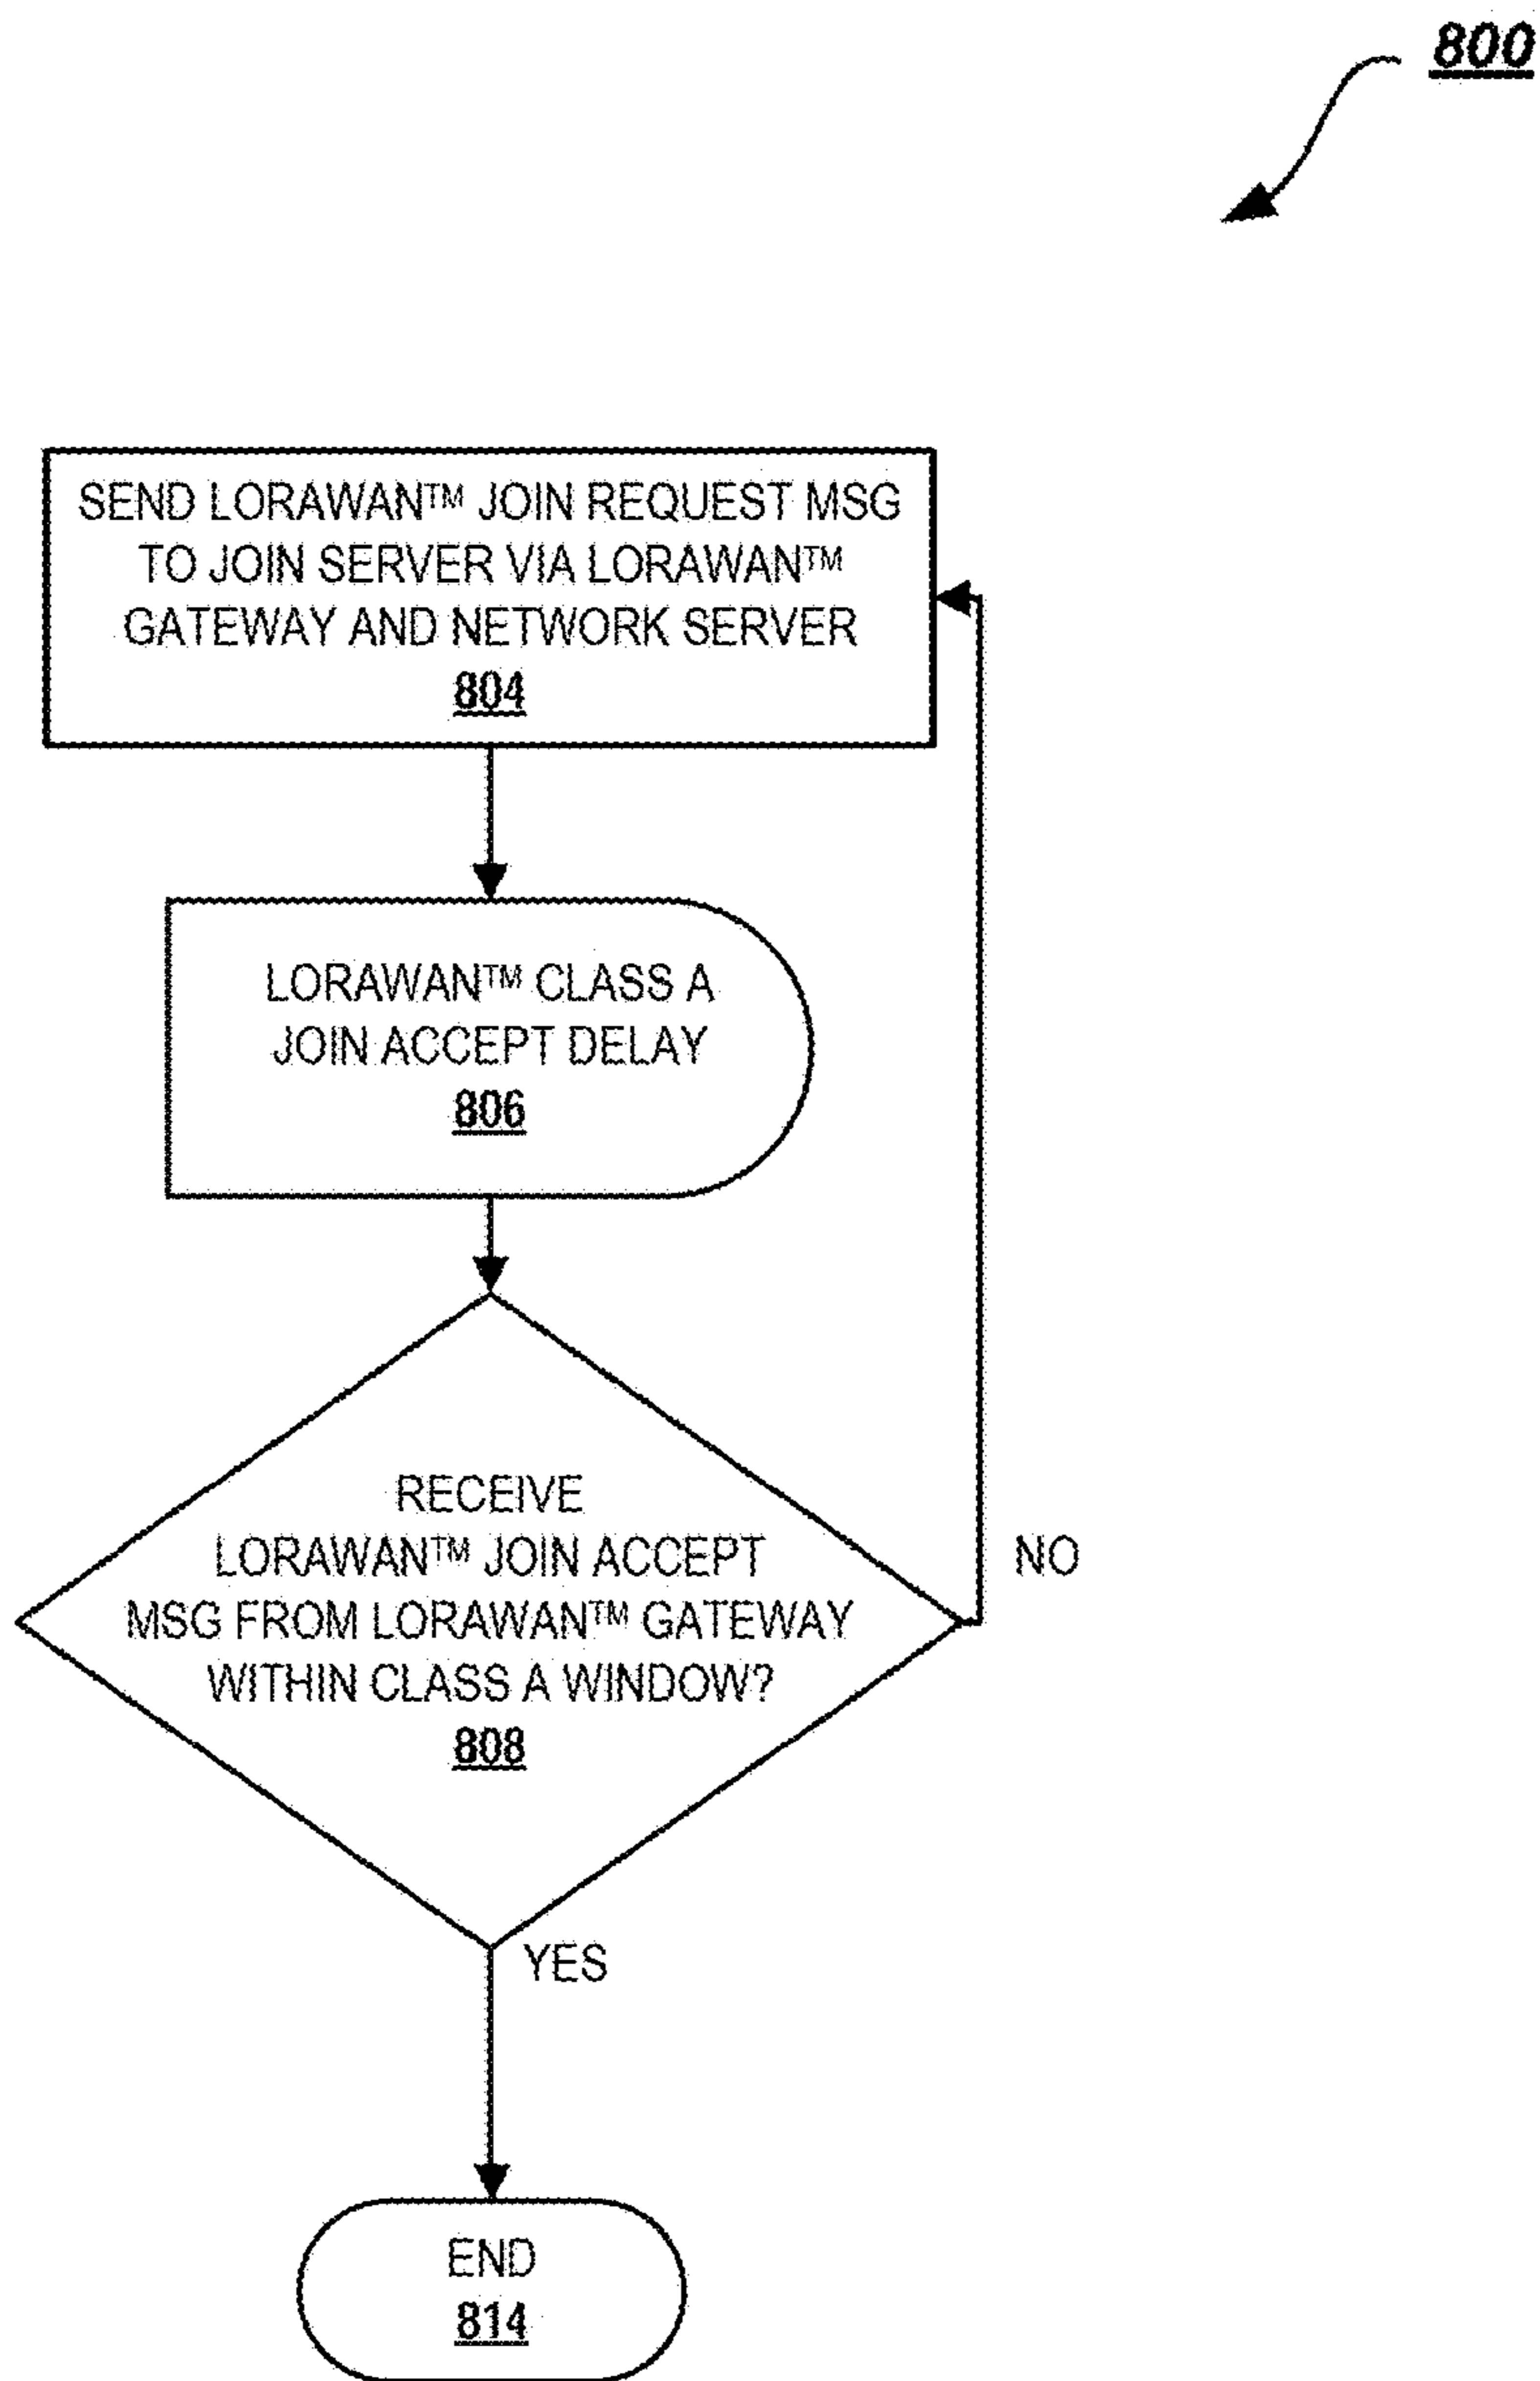 800
SEND LORAWAN™ JOIN REQUEST MSG
TO JOIN SERVER VIA LORAWAN™
GATEWAY AND NETWORK SERVER
804
LORAWAN™ CLASS A
JOIN ACCEPT DELAY
806
RECEIVE
LORAWAN™ JOIN ACCEPT
MSG FROM LORAWAN™ GATEWAY
WITHIN CLASS A WINDOW?
808
NO
YES
END
814